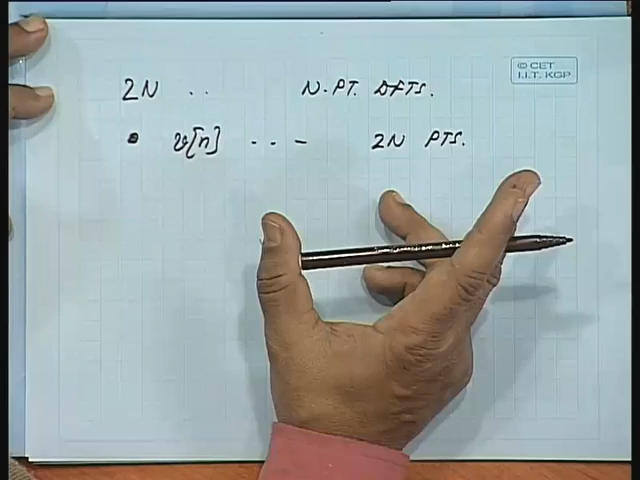 © CET
I.I.T. KGP
2N .. N-PT. DFTS.
• v[n] ... - 2N PTS.